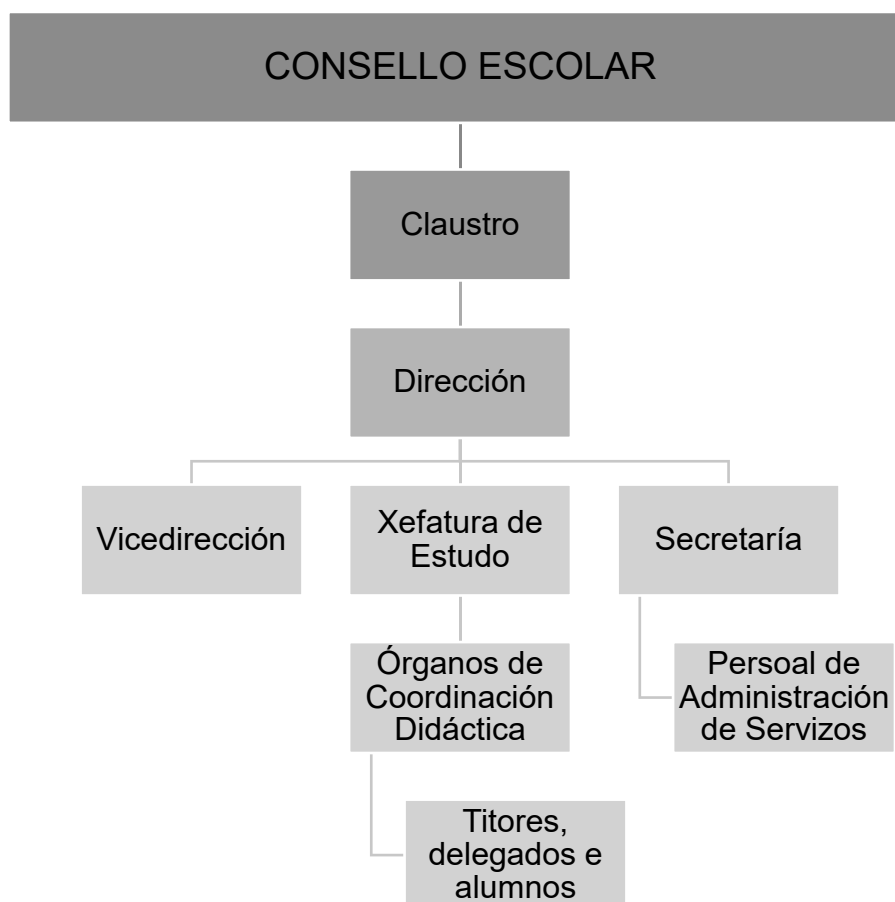 CONSELLO ESCOLAR
Claustro
Dirección
Vicedirección
Xefatura de
Estudo
Secretaría
Órganos de
Coordinación
Didáctica
Persoal de
Administración
de Servizos
Titores,
delegados e
alumnos